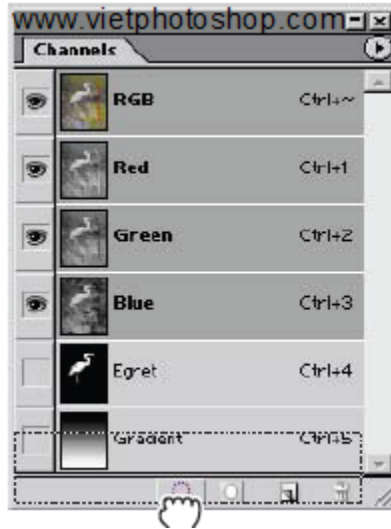 www.vietphotoshop.com
Channels
RGB Ctrl+~
Red Ctrl+1
Green Ctrl+2
Blue Ctrl+3
Egret Ctrl+4
Gradient Ctrl+5